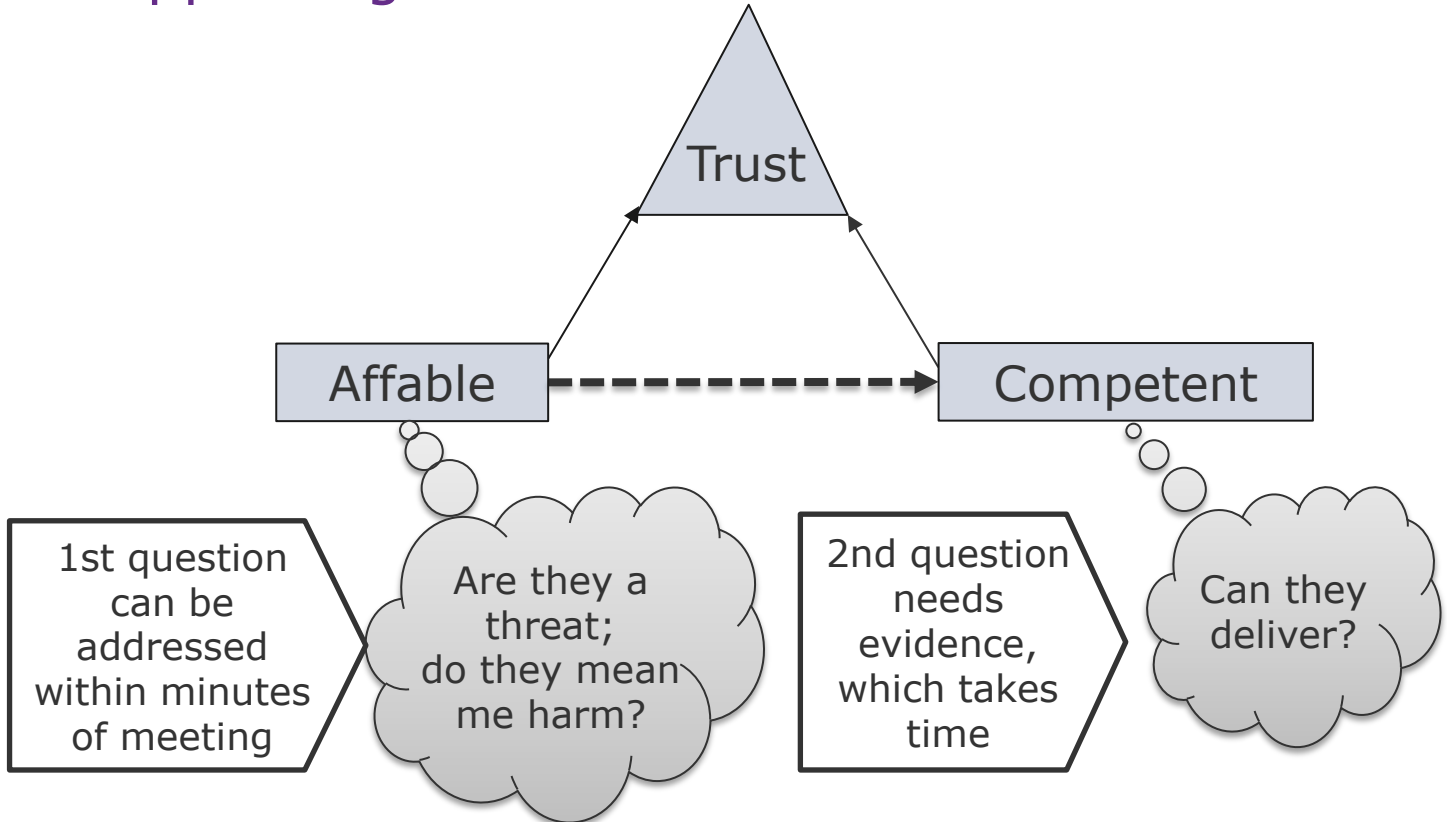 Trust
Affable
Competent
1st question
can be
addressed
within minutes
of meeting
Are they a
threat;
do they mean
me harm?
2nd question
needs
evidence,
which takes
time
Can they
deliver?